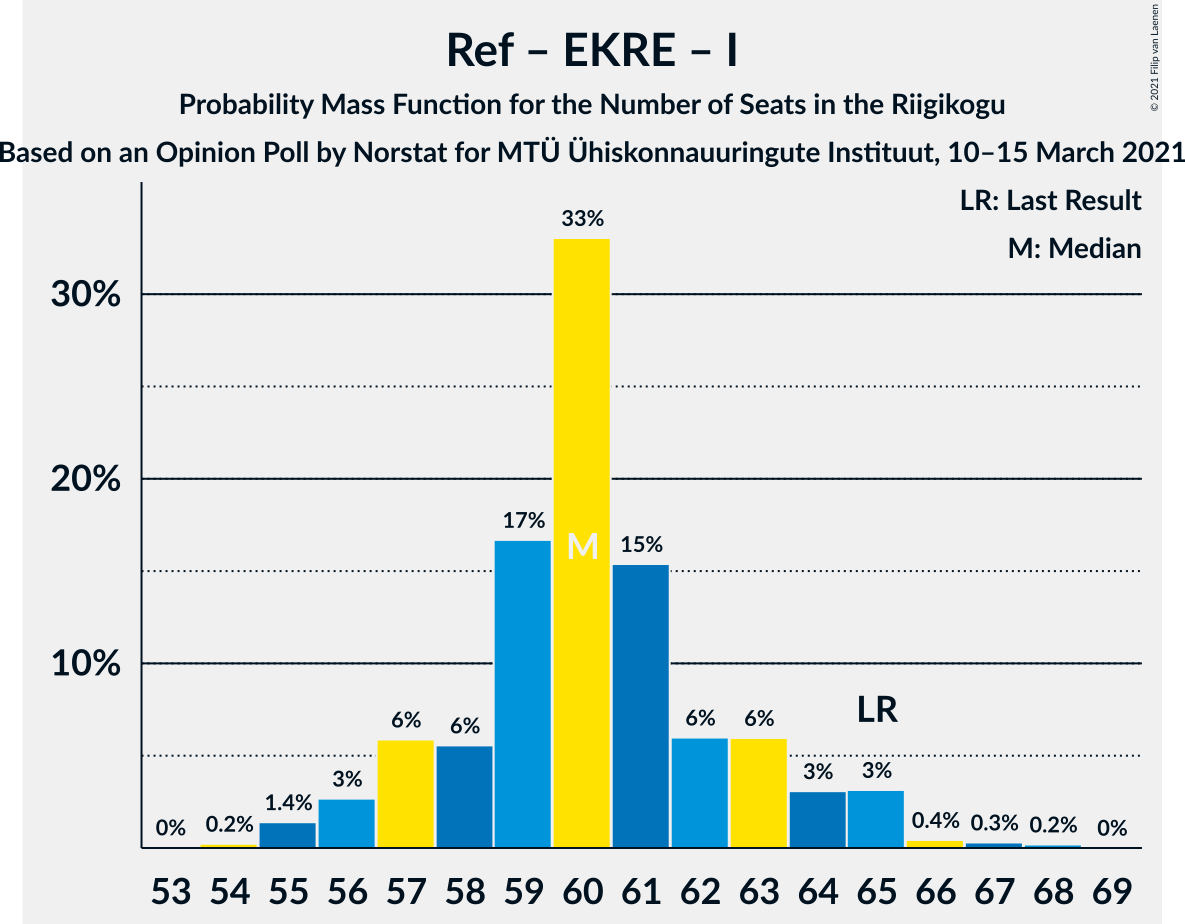 Ref – EKRE – I
Probability Mass Function for the Number of Seats in the Riigikogu
Based on an Opinion Poll by Norstat for MTÜ Ühiskonnauuringute Instituut, 10–15 March 2021
© 2021 Filip van Laenen
LR: Last Result
M: Median
30%
20%
10%
0%
0.2%
1.4%
3%
6%
6%
17%
33%
M
15%
6%
6%
3%
LR
3%
0.4%
0.3%
0.2%
0%
53 54 55 56 57 58 59 60 61 62 63 64 65 66 67 68 69